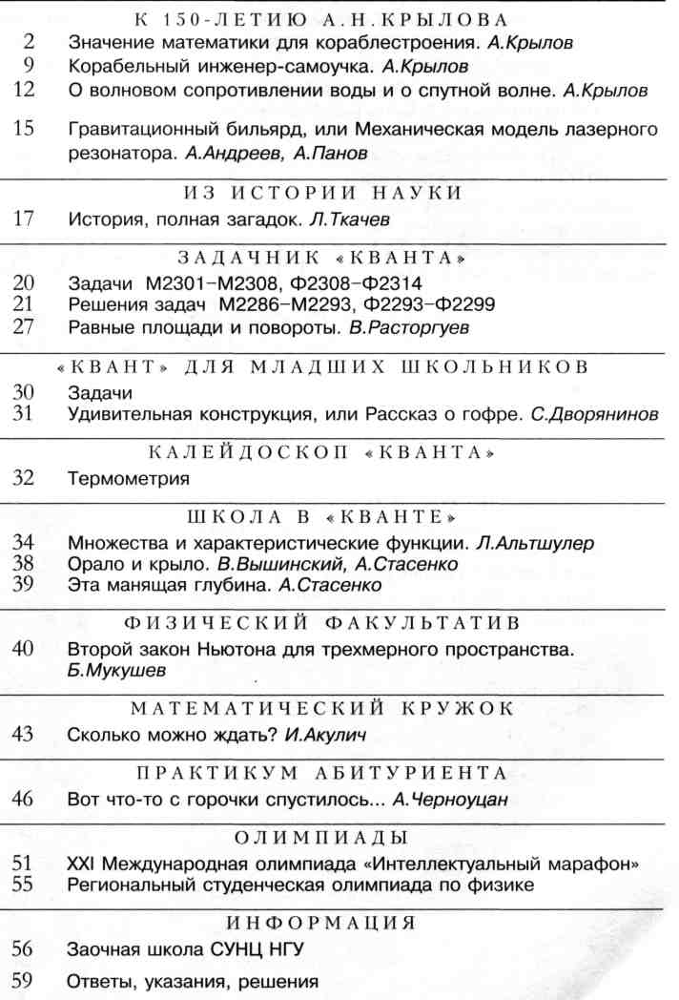 К 150-ЛЕТИЮ А.Н.КРЫЛОВА
2 Значение математики для кораблестроения. А.Крылов
9 Корабельный инженер-самоучка. А.Крылов
12 О волновом сопротивлении воды и о спутной волне. А.Крылов
15 Гравитационный бильярд, или Механическая модель лазерного
резонатора. А.Андреев, А.Панов
ИЗ ИСТОРИИ НАУКИ
17 История, полная загадок. Л.Ткачев
ЗАДАЧНИК «КВАНТА»
20 Задачи М2301–М2308, Ф2308–Ф2314
21 Решения задач М2286–М2293, Ф2293–Ф2299
27 Равные площади и повороты. В.Расторгуев
«КВАНТ» ДЛЯ МЛАДШИХ ШКОЛЬНИКОВ
30 Задачи
31 Удивительная конструкция, или Рассказ о гофре. С.Дворянинов
КАЛЕЙДОСКОП «КВАНТА»
32 Термометрия
ШКОЛА В «КВАНТЕ»
34 Множества и характеристические функции. Л.Альтшулер
38 Орало и крыло. В.Вышинский, А.Стасенко
39 Эта манящая глубина. А.Стасенко
ФИЗИЧЕСКИЙ ФАКУЛЬТАТИВ
40 Второй закон Ньютона для трехмерного пространства.
Б.Мукушев
МАТЕМАТИЧЕСКИЙ КРУЖОК
43 Сколько можно ждать? И.Акулич
ПРАКТИКУМ АБИТУРИЕНТА
46 Вот что-то с горочки спустилось... А.Черноуцан
ОЛИМПИАДЫ
51 XXI Международная олимпиада «Интеллектуальный марафон»
55 Региональный студенческая олимпиада по физике
ИНФОРМАЦИЯ
56 Заочная школа СУНЦ НГУ
59 Ответы, указания, решения